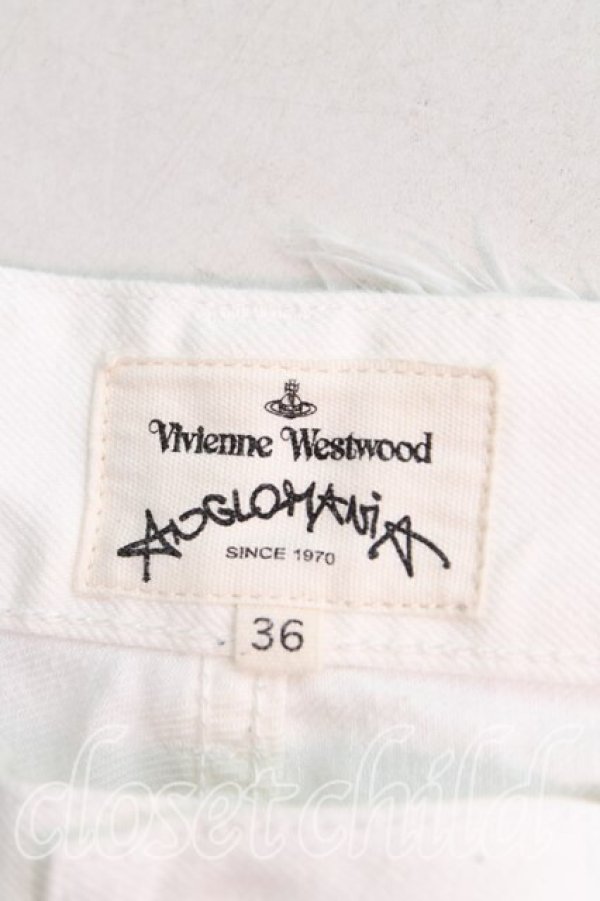 Vivienne Westwood
ANGLOMANIA
SINCE 1970
36
closet child